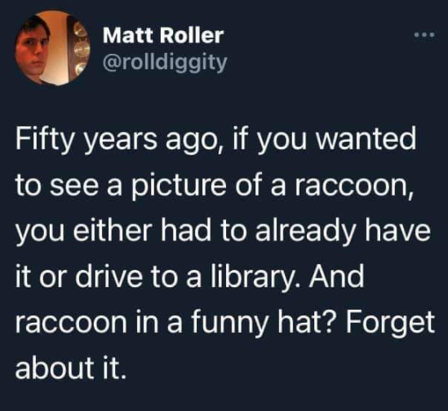 Matt Roller
@rolldiggity
Fifty years ago, if you wanted
to see a picture of a raccoon,
you either had to already have
it or drive to a library. And
raccoon in a funny hat? Forget
about it.